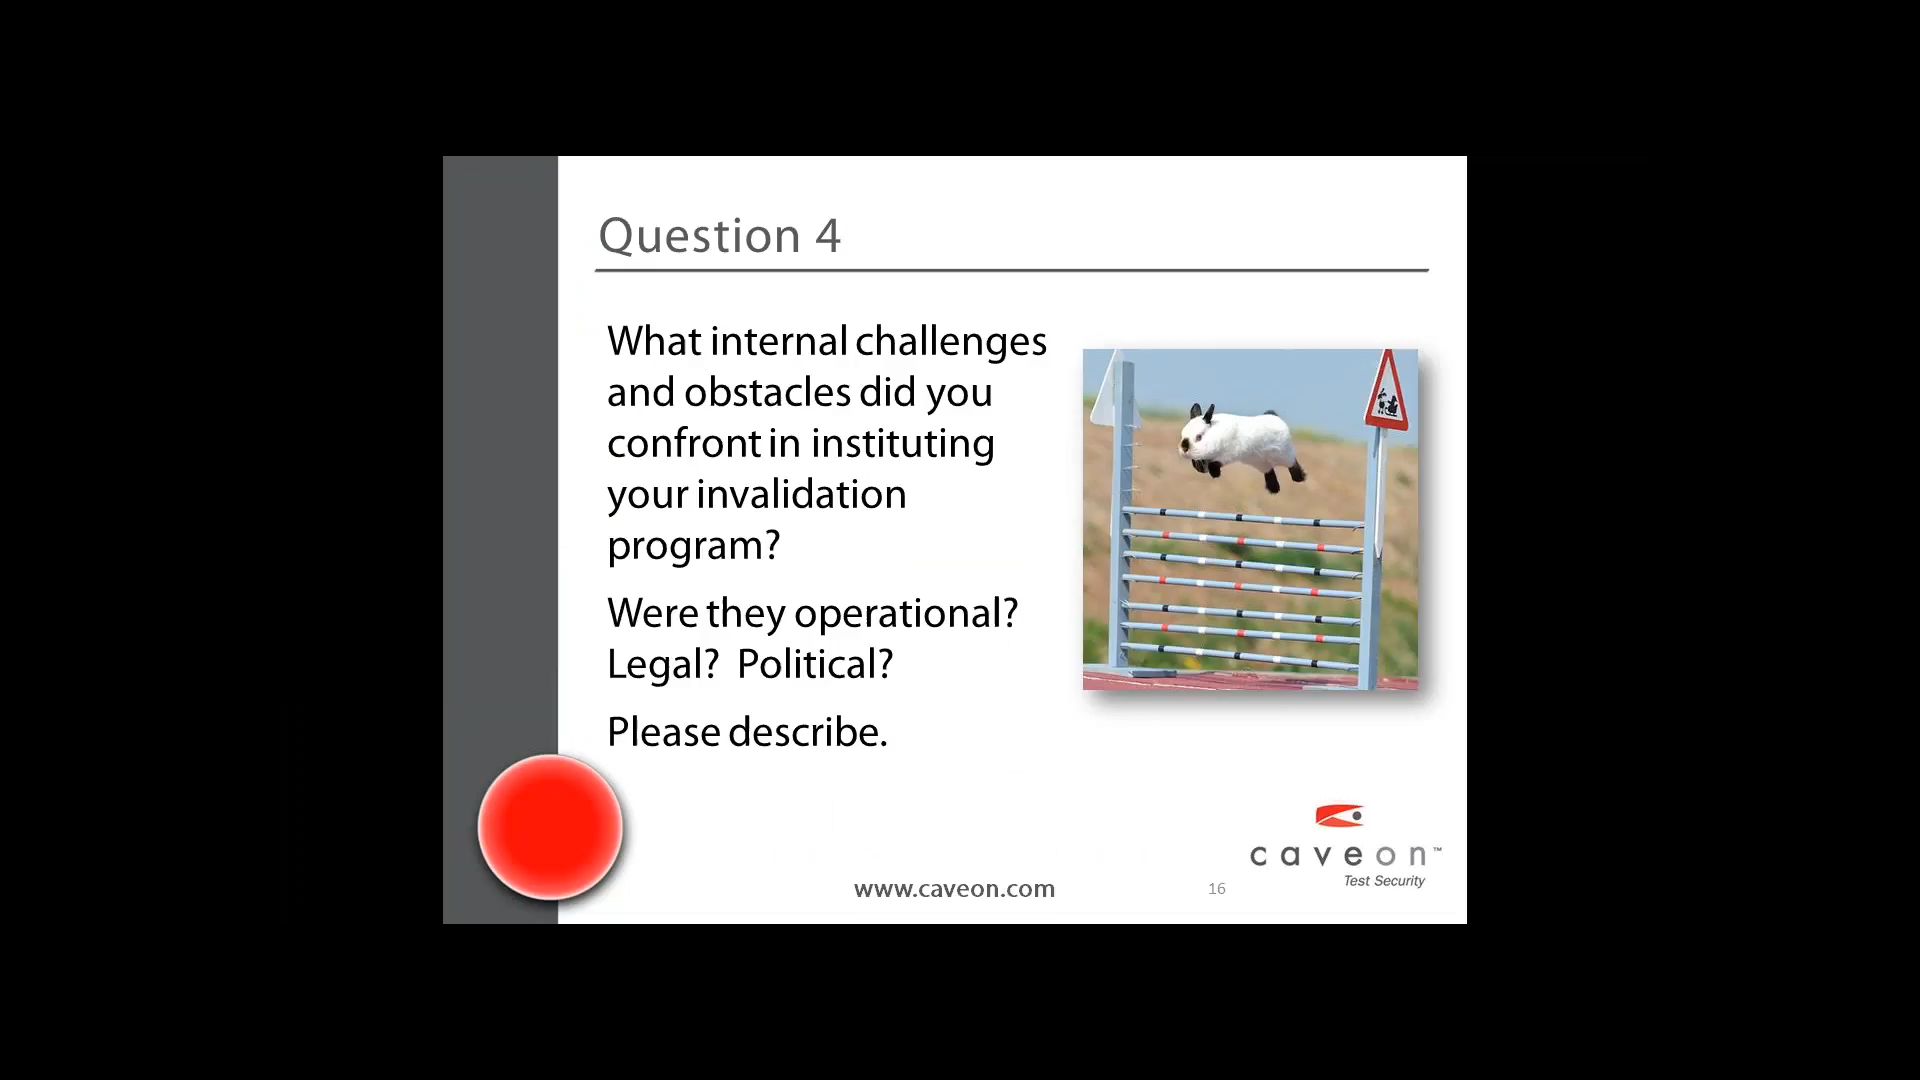 Question 4
What internal challenges
and obstacles did you
confront in instituting
your invalidation
program?
Were they operational?
Legal? Political?
Please describe.
caveon™
Test Security
www.caveon.com
16